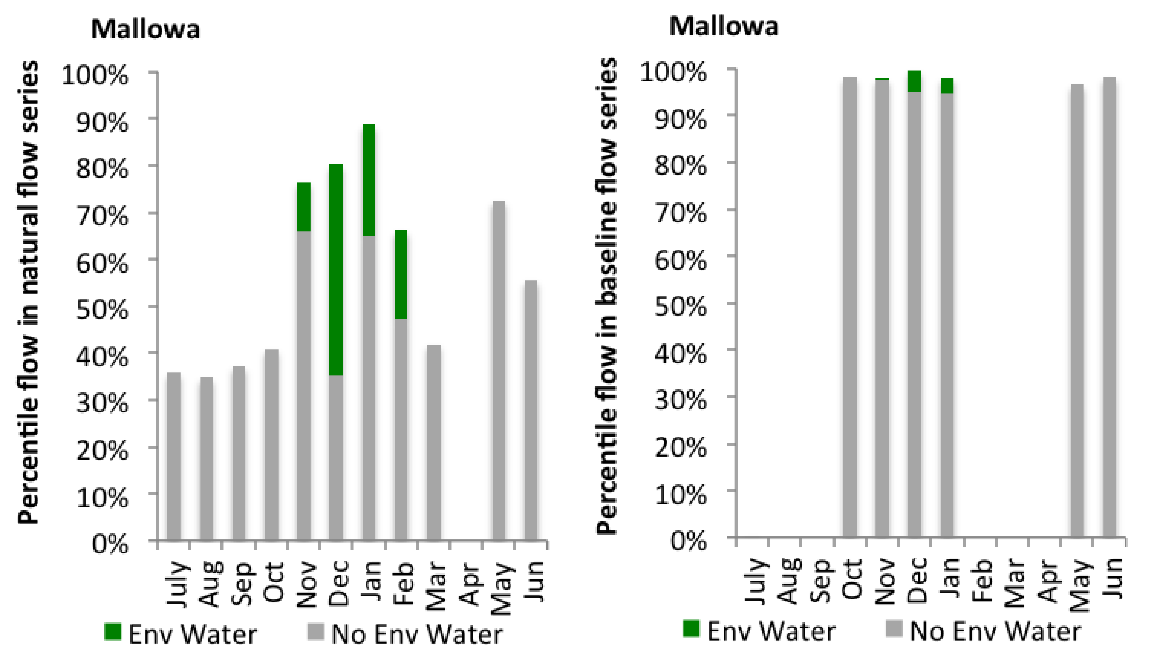 Mallowa
Percentile flow in natural flow series
100%
90%
80%
70%
60%
50%
40%
30%
20%
10%
0%
July Aug Sep Oct Nov Dec Jan Feb Mar Apr May Jun
Env Water No Env Water
Mallowa
Percentile flow in baseline flow series
100%
90%
80%
70%
60%
50%
40%
30%
20%
10%
0%
July Aug Sep Oct Nov Dec Jan Feb Mar Apr May Jun
Env Water No Env Water